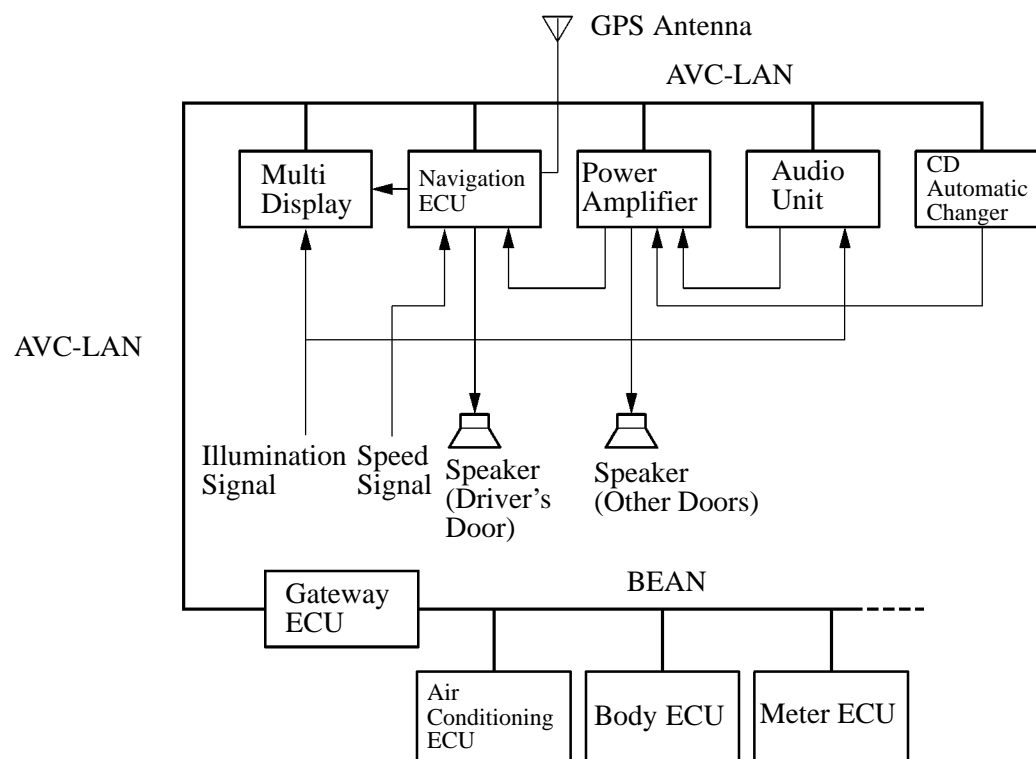 GPS Antenna
AVC-LAN
Multi
Display
Navigation
ECU
Power
Amplifier
Audio
Unit
CD
Automatic
Changer
AVC-LAN
Illumination
Signal
Speed
Signal
Speaker
(Driver’s
Door)
Speaker
(Other Doors)
Gateway
ECU
BEAN
Air
Conditioning
ECU
Body ECU
Meter ECU